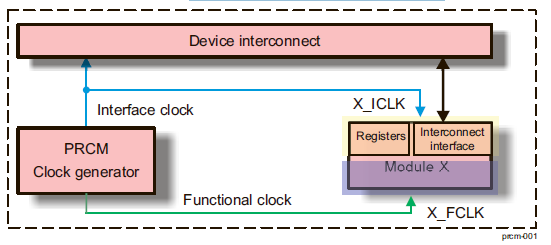 Device interconnect
Interface clock
X_ICLK
Registers
Interconnect
interface
PRCM
Clock generator
Module X
Functional clock
X_FCLK
prcm-001